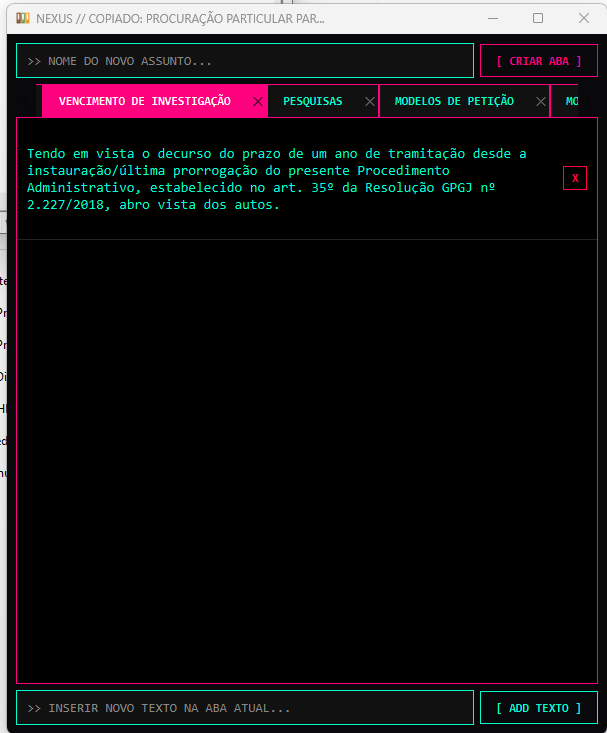 NEXUS // COPIADO: PROCURAÇÃO PARTICULAR PAR...
>> NOME DO NOVO ASSUNTO...
[ CRIAR ABA ]
VENCIMENTO DE INVESTIGAÇÃO
PESQUISAS
MODELOS DE PETIÇÃO
MO
Tendo em vista o decurso do prazo de um ano de tramitação desde a
instauração/última prorrogação do presente Procedimento
Administrativo, estabelecido no art. 35º da Resolução GPGJ nº
2.227/2018, abro vista dos autos.
X
>> INSERIR NOVO TEXTO NA ABA ATUAL...
[ ADD TEXTO ]